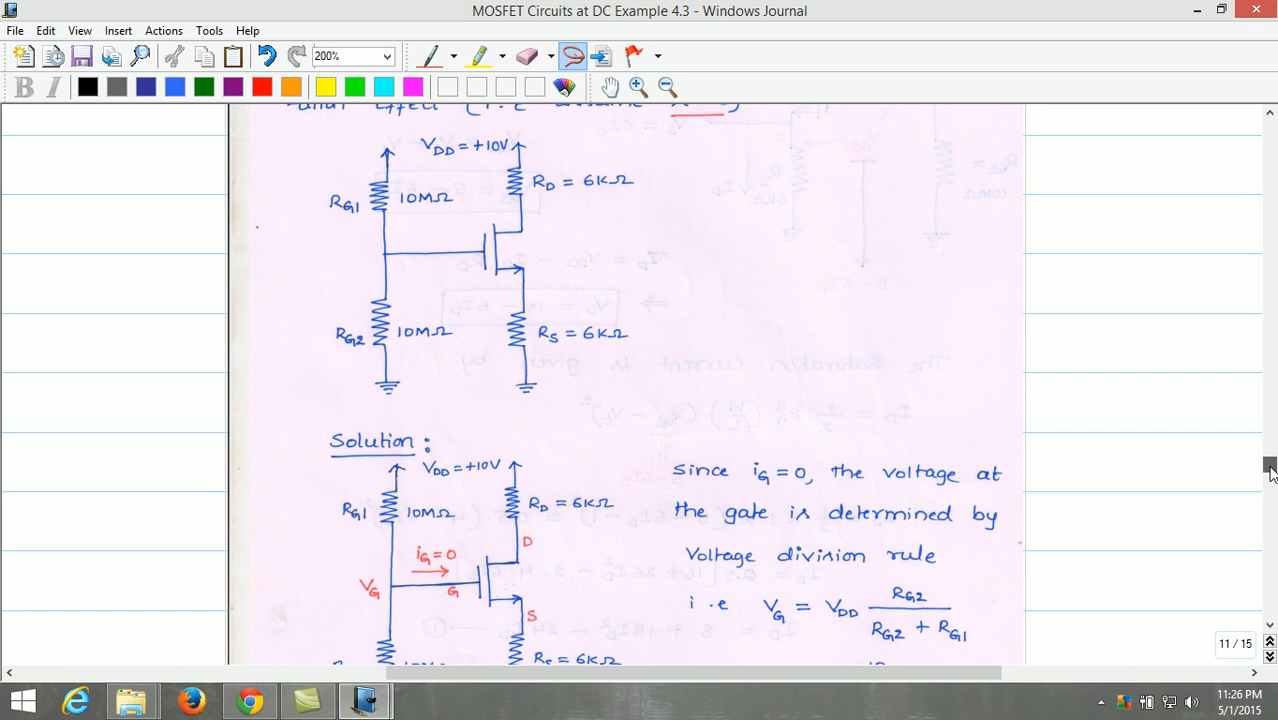 MOSFET Circuits at DC Example 4.3 - Windows Journal
File Edit View Insert Actions Tools Help
200%
B I
VDD = +10V
RD = 6KΩ
RG1 10MΩ
RG2 10MΩ
RS = 6KΩ
Solution :
VDD = +10V
RG1 10MΩ
RD = 6KΩ
D
iG = 0
VG
G
S
RS = 6KΩ
Since iG = 0, the voltage at
the gate is determined by
Voltage division rule
i.e VG = VDD RG2 / RG2 + RG1
11 / 15
11:26 PM
5/1/2015